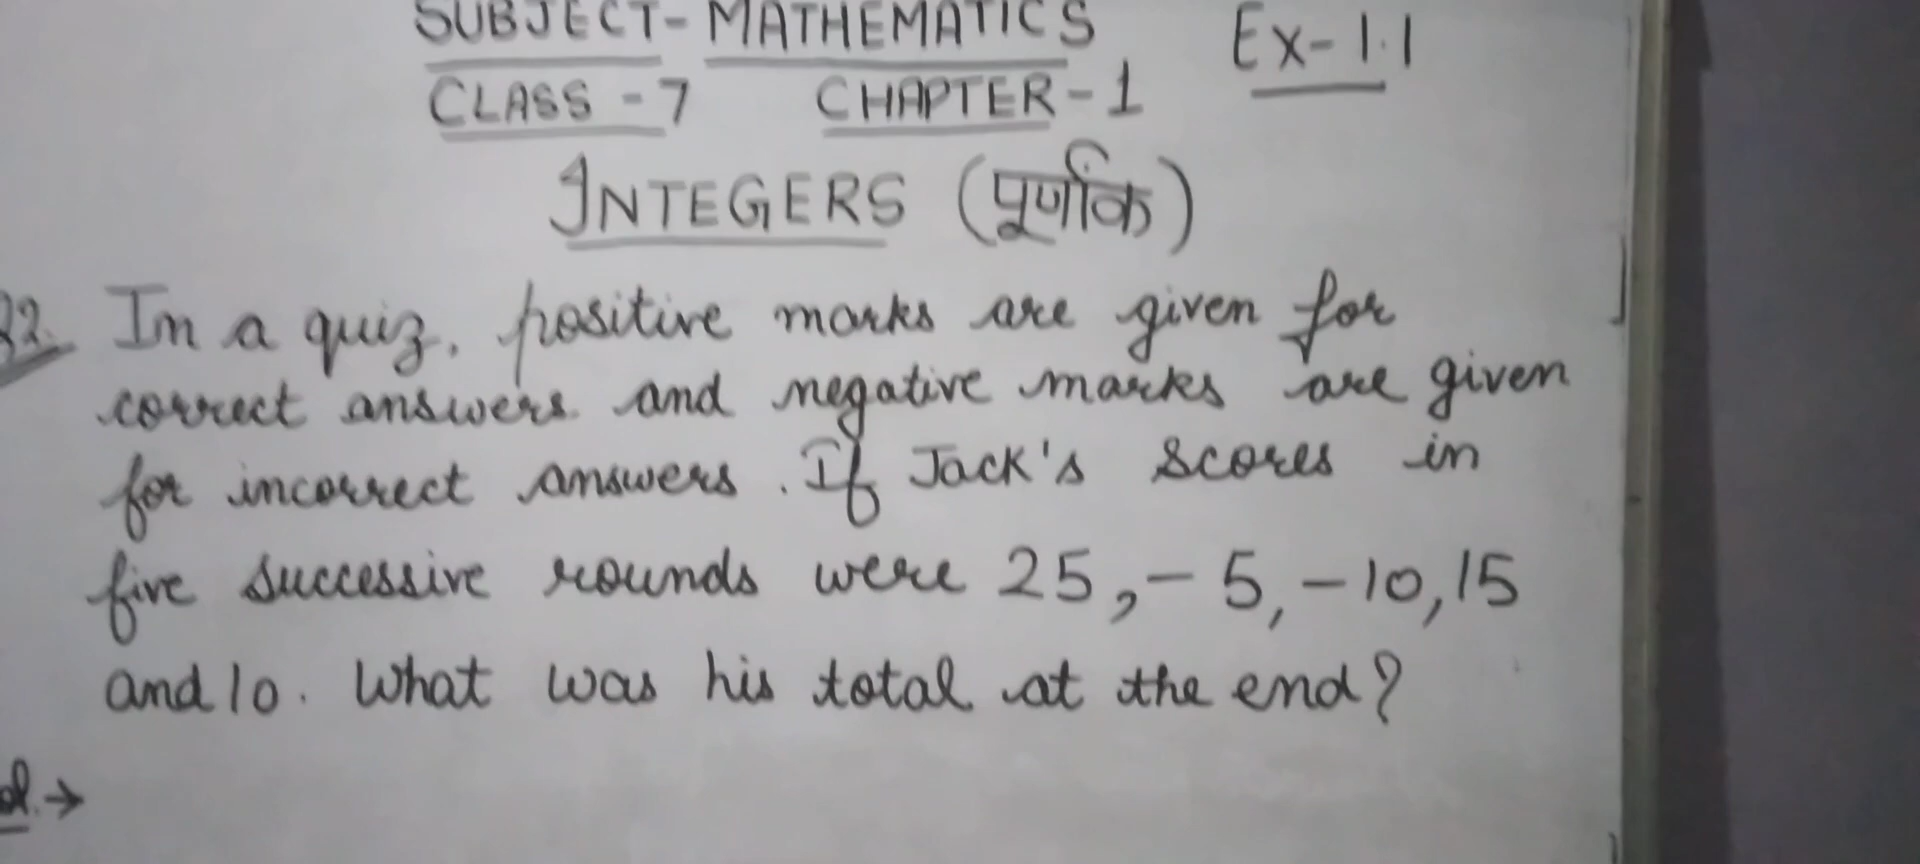 SUBJECT- MATHEMATICS Ex-1.1
CLASS - 7 CHAPTER - 1
INTEGERS (पूर्णांक)
In a quiz, positive marks are given for
correct answers and negative marks are given
for incorrect answers. If Jack's scores in
five successive rounds were 25, -5, -10, 15
and 10. What was his total at the end?